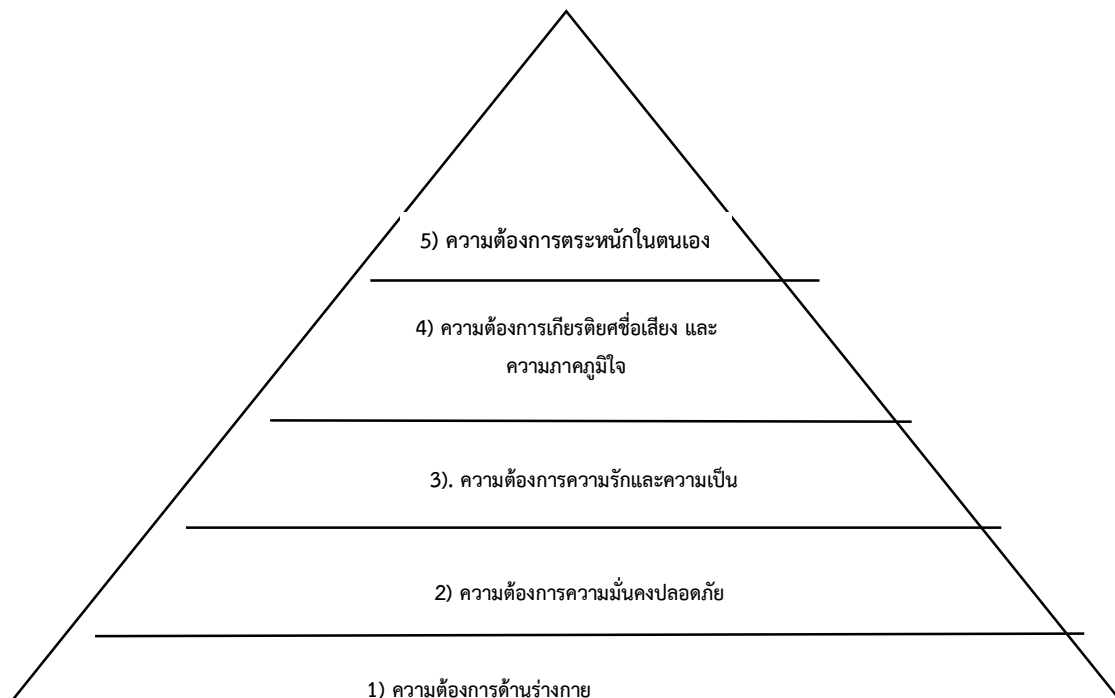 5) ความต้องการตระหนักในตนเอง
4) ความต้องการเกียรติยศชื่อเสียง และ
ความภาคภูมิใจ
3). ความต้องการความรักและความเป็น
2) ความต้องการความมั่นคงปลอดภัย
1) ความต้องการด้านร่างกาย